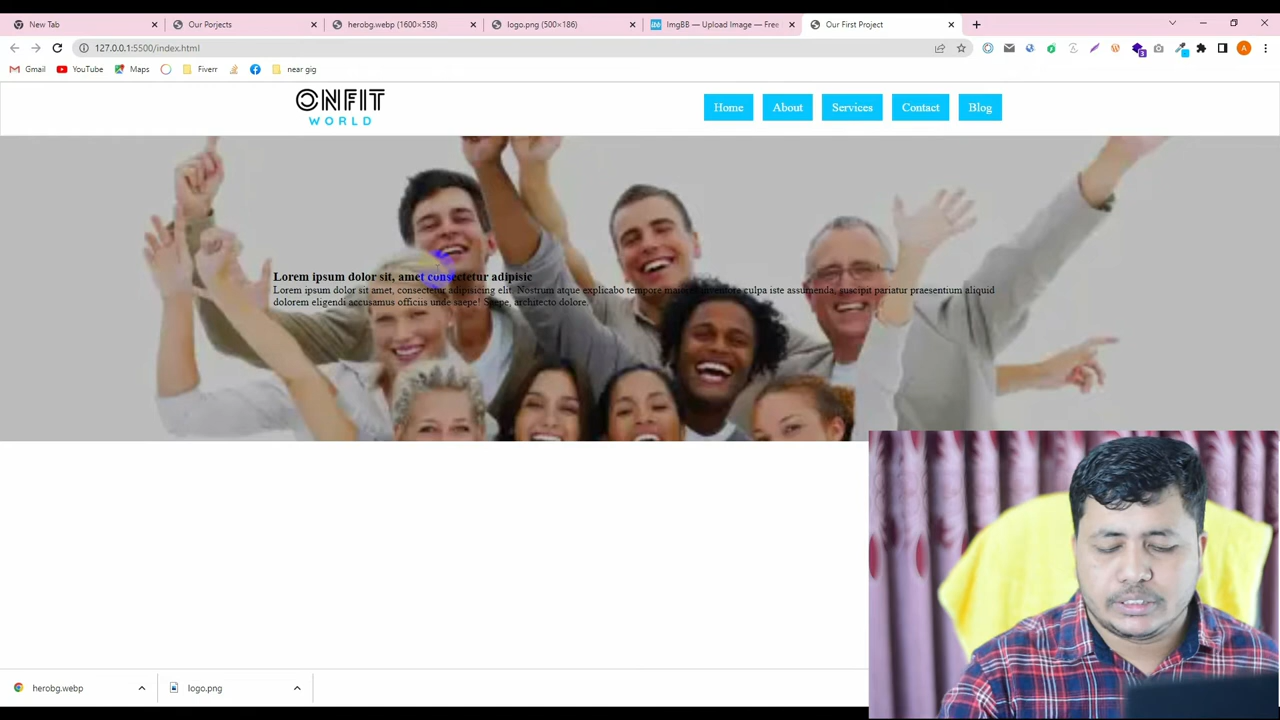 New Tab
Our Porjects
herobg.webp (1600×558)
logo.png (500×186)
ImgBB — Upload Image — Free
Our First Project
127.0.0.1:5500/index.html
Gmail
YouTube
Maps
Fiverr
near gig
ONFIT
WORLD
Home
About
Services
Contact
Blog
Lorem ipsum dolor sit, amet consectetur adipisic
Lorem ipsum dolor sit amet, consectetur adipisicing elit. Nostrum atque explicabo tempore culpa iste assumenda, suscipit pariatur praesentium aliquid
dolorem eligendi accusamus officiis unde saepe! Saepe, architecto dolore.
herobg.webp
logo.png